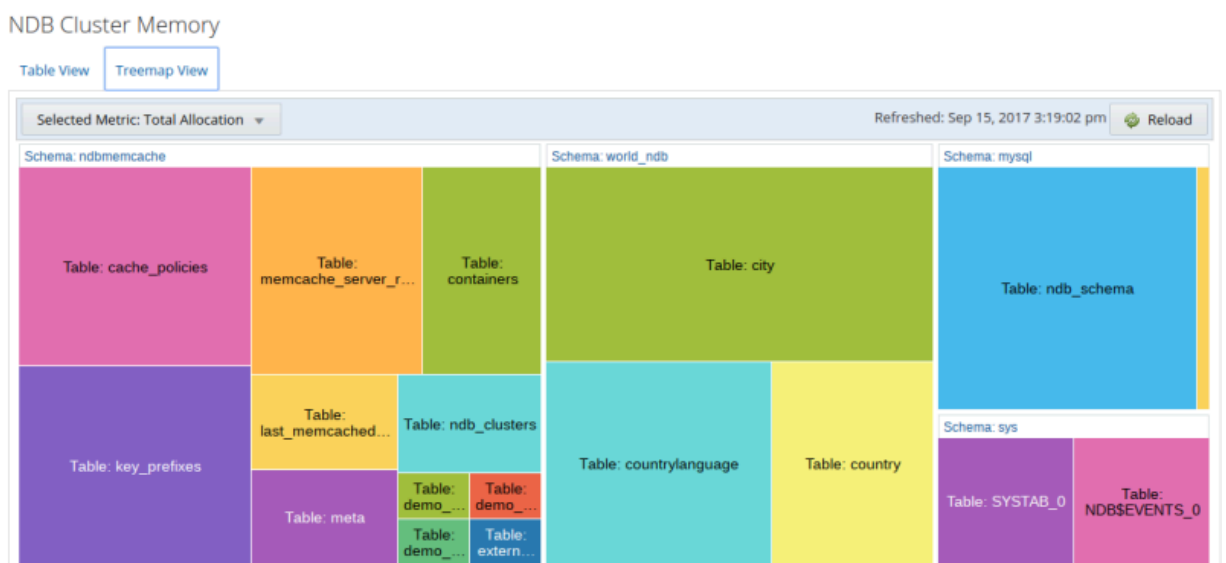 NDB Cluster Memory
Table View
Treemap View
Selected Metric: Total Allocation
Refreshed: Sep 15, 2017 3:19:02 pm
Reload
Schema: ndbmemcache
Schema: world_ndb
Schema: mysql
Table: cache_policies
Table:
memcache_server_r...
Table:
containers
Table: city
Table: ndb_schema
Table: key_prefixes
Table:
last_memcached...
Table: ndb_clusters
Table: meta
Table:
demo_...
Table:
demo_...
Table:
demo_...
Table:
extern...
Table: countrylanguage
Table: country
Schema: sys
Table: SYSTAB_0
Table:
NDB$EVENTS_0